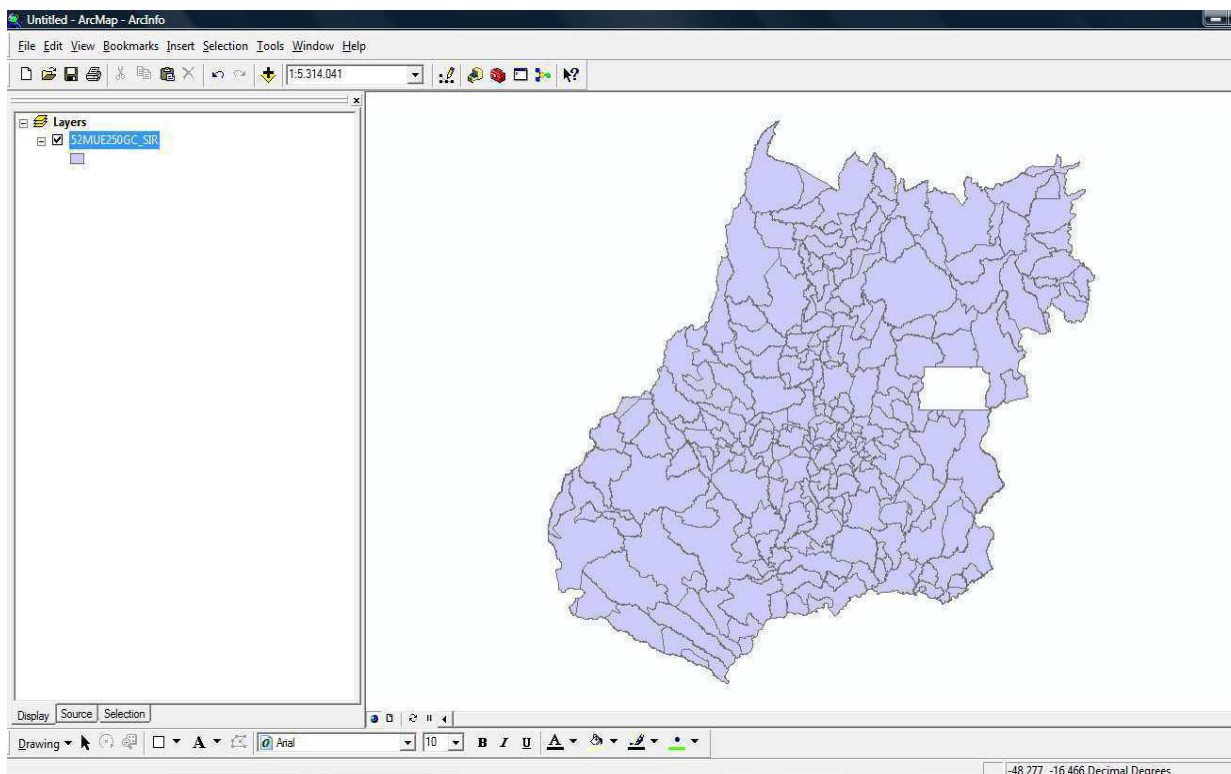 Untitled - ArcMap - ArcInfo
File Edit View Bookmarks Insert Selection Tools Window Help
1:5.314.041
Layers
52MUE250GC_SIR
Display Source Selection
Drawing A Arial 10 B I U A
-48,277 -16,466 Decimal Degrees